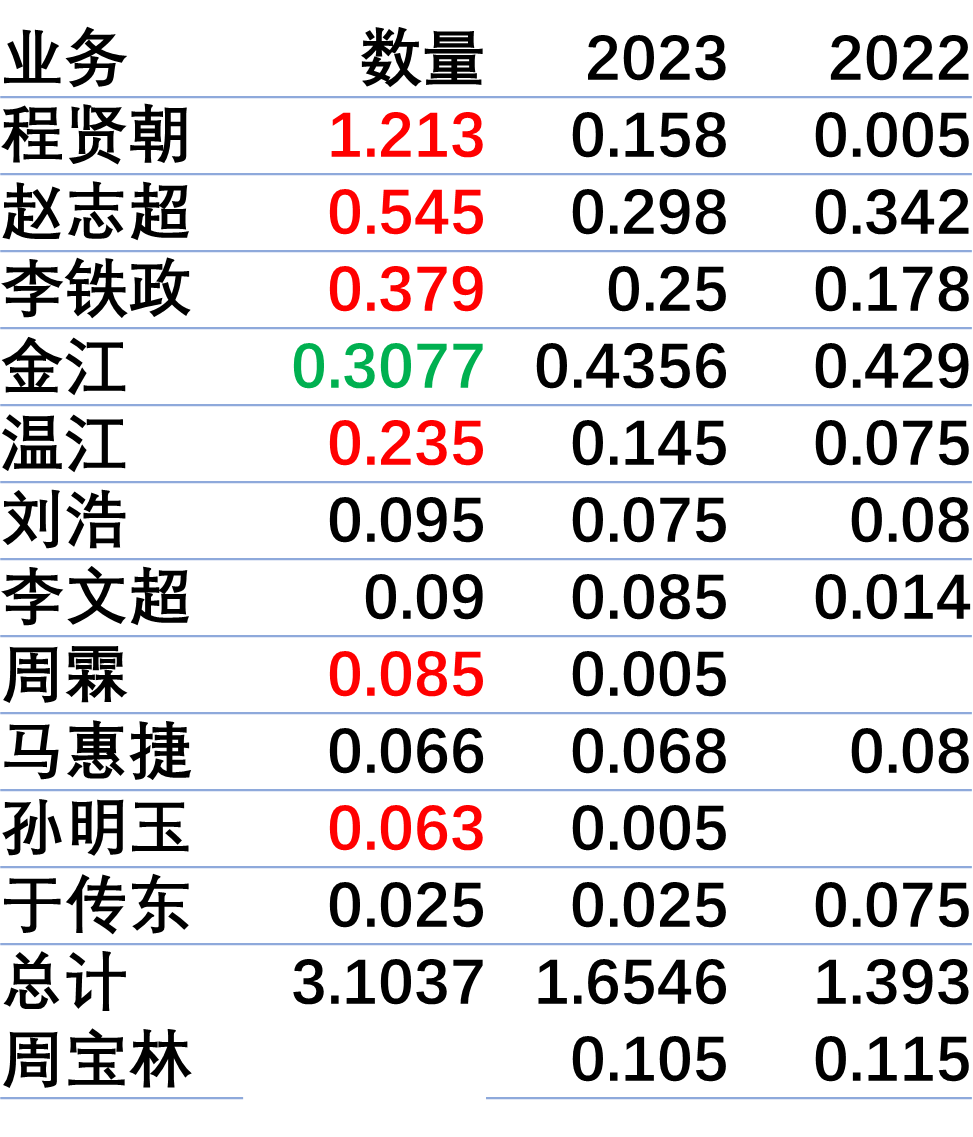 业务 数量 2023 2022
程贤朝 1.213 0.158 0.005
赵志超 0.545 0.298 0.342
李铁政 0.379 0.25 0.178
金江 0.3077 0.4356 0.429
温江 0.235 0.145 0.075
刘浩 0.095 0.075 0.08
李文超 0.09 0.085 0.014
周霖 0.085 0.005
马惠捷 0.066 0.068 0.08
孙明玉 0.063 0.005
于传东 0.025 0.025 0.075
总计 3.1037 1.6546 1.393
周宝林 0.105 0.115